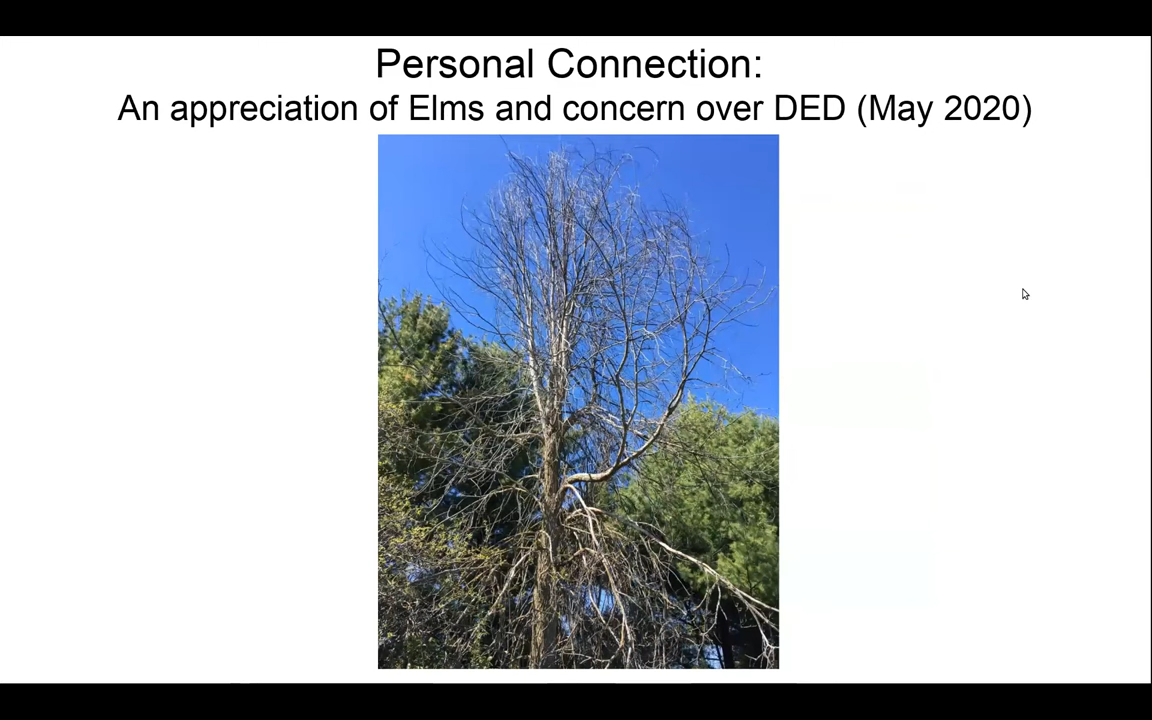 Personal Connection:
An appreciation of Elms and concern over DED (May 2020)